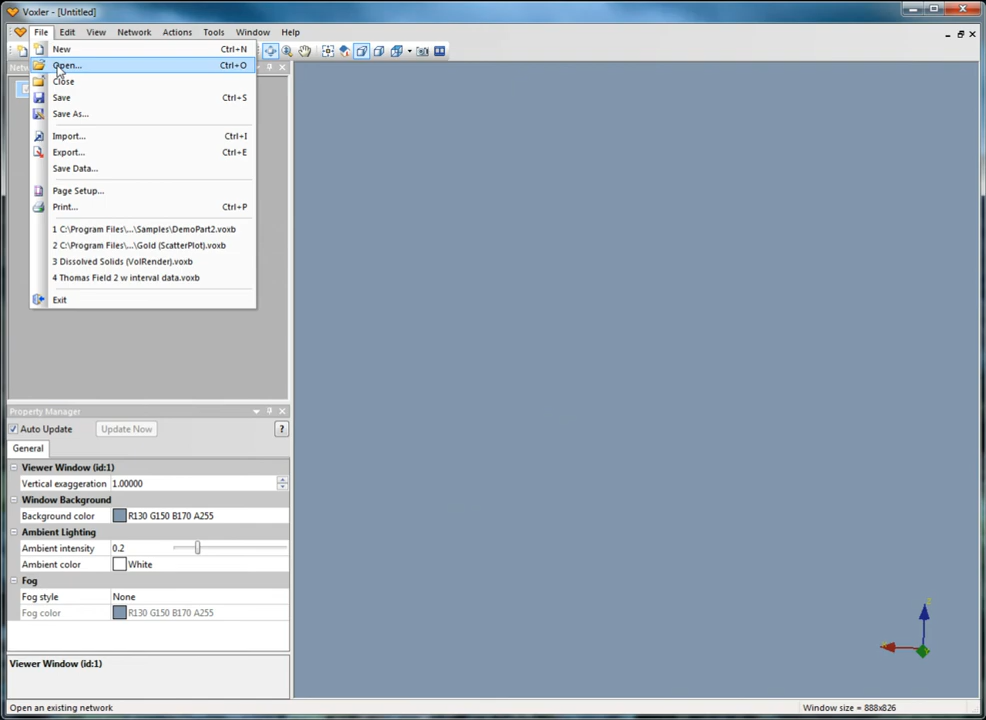 Voxler - [Untitled]
File Edit View Network Actions Tools Window Help
New Ctrl+N
Open... Ctrl+O
Close
Save Ctrl+S
Save As...
Import... Ctrl+I
Export... Ctrl+E
Save Data...
Page Setup...
Print... Ctrl+P
1 C:\Program Files\...\Samples\DemoPart2.voxb
2 C:\Program Files\...\Gold (ScatterPlot).voxb
3 Dissolved Solids (VolRender).voxb
4 Thomas Field 2 w interval data.voxb
Exit
Property Manager
Auto Update Update Now ?
General
Viewer Window (id:1)
Vertical exaggeration 1.00000
Window Background
Background color R130 G150 B170 A255
Ambient Lighting
Ambient intensity 0.2
Ambient color White
Fog
Fog style None
Fog color R130 G150 B170 A255
Viewer Window (id:1)
Open an existing network Window size = 888x826